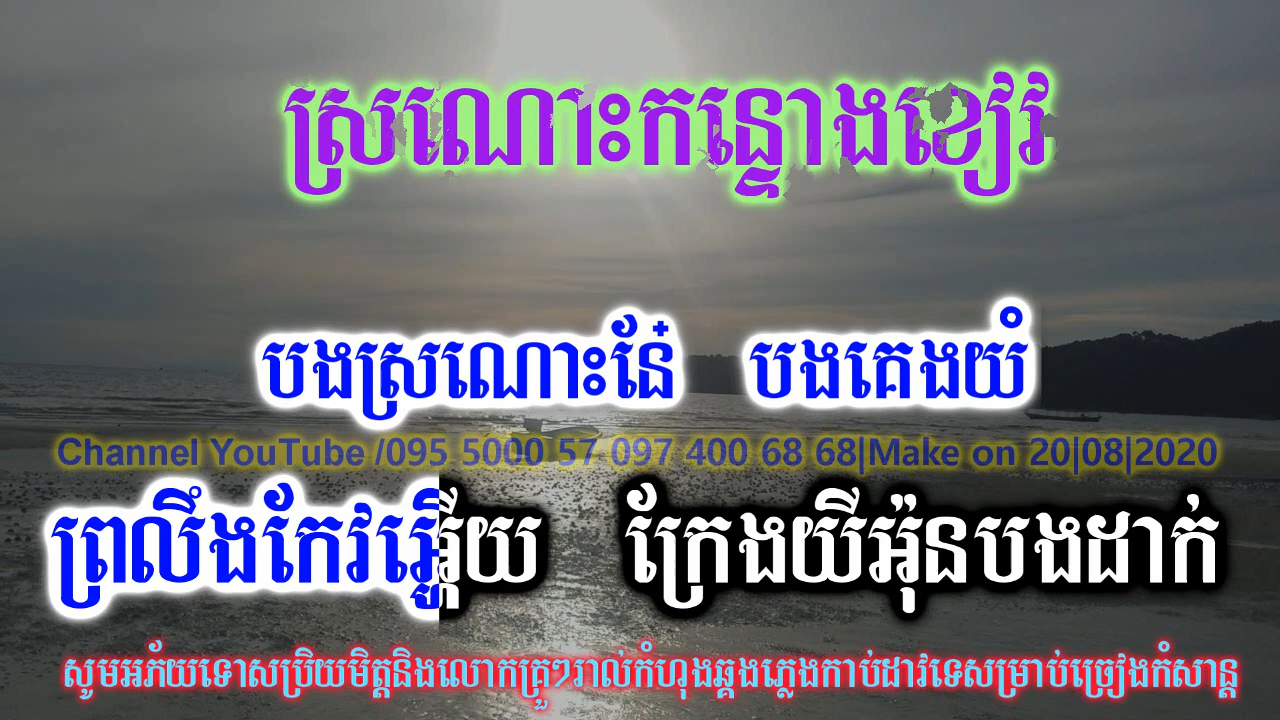 ស្រណោះកន្ទោងខៀវ
បងស្រណោះនែ៎ បងគេងយំ
Channel YouTube /095 5000 57 097 400 68 68|Make on 20|08|2020
ព្រលឹងកែវអ្ហើយ ក្រែងយីអ៊ុនបងដាក់
សូមអភ័យទោសប្រិយមិត្តនិងលោកគ្រូៗរាល់កំហុងឆ្គងភ្លេងកាប់ដាវទេសម្រាប់ច្រៀងកំសាន្ត